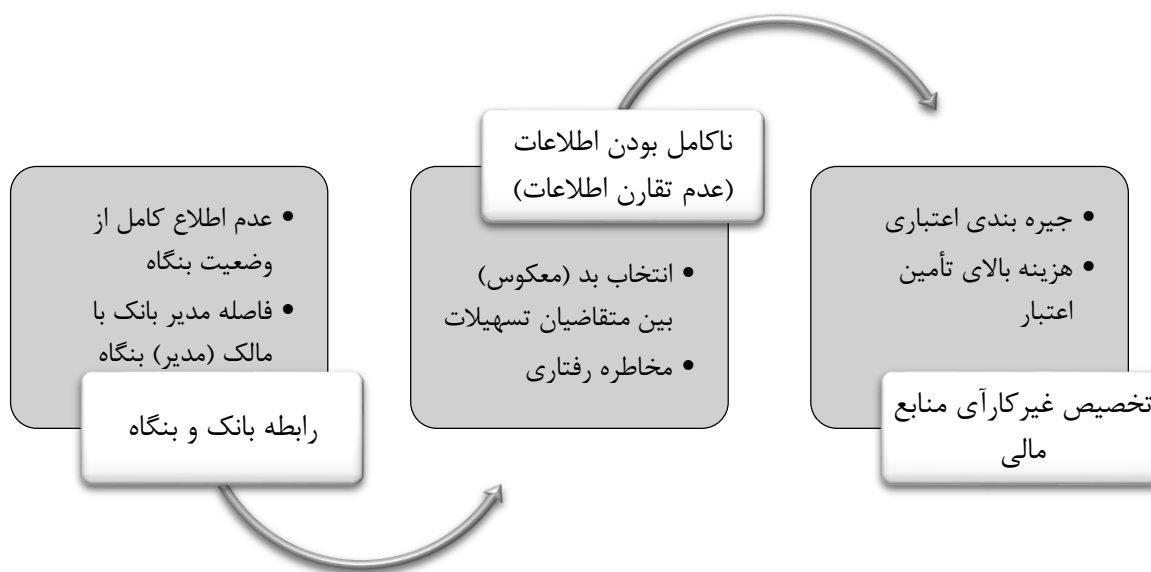 عدم اطلاع کامل از
وضعیت بنگاه
فاصله مدیر بانک با
مالک (مدیر) بنگاه
رابطه بانک و بنگاه
ناکامل بودن اطلاعات
(عدم تقارن اطلاعات)
انتخاب بد (معکوس)
بین متقاضیان تسهیلات
مخاطره رفتاری
جیره بندی اعتباری
هزینه بالای تأمین
اعتبار
تخصیص غیرکارآی منابع
مالی